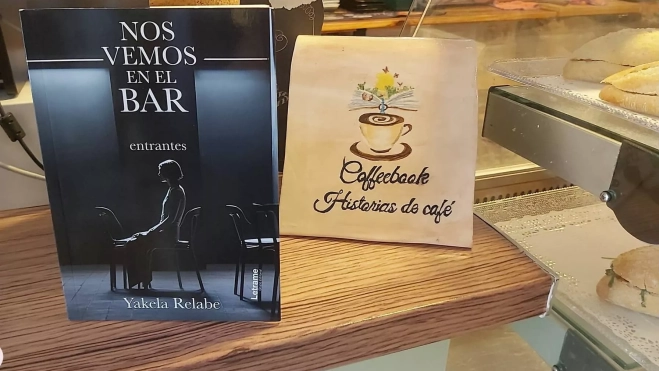 NOS
VEMOS
EN EL
BAR
entrantes
Yakela Relabe
Letrame
Coffeebook
Historias de café